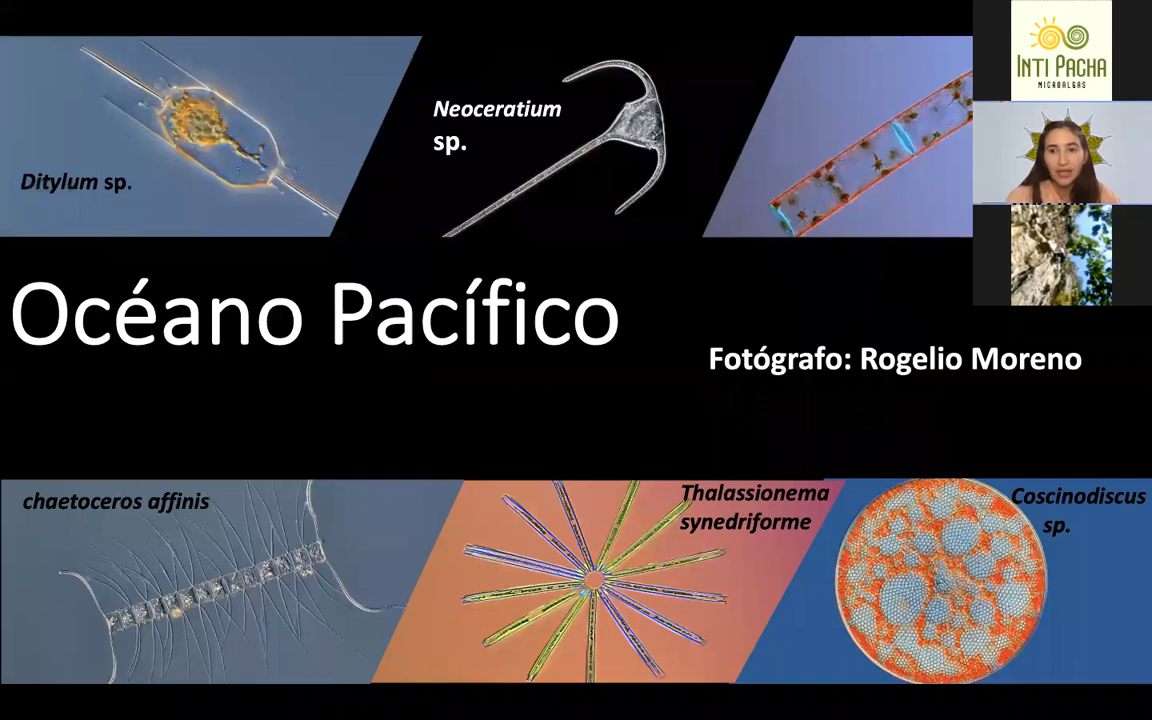 INTI PACHA
MICROALGAS
Neoceratium
sp.
Ditylum sp.
Océano Pacífico
Fotógrafo: Rogelio Moreno
chaetoceros affinis
Thalassionema
synedriforme
Coscinodiscus
sp.